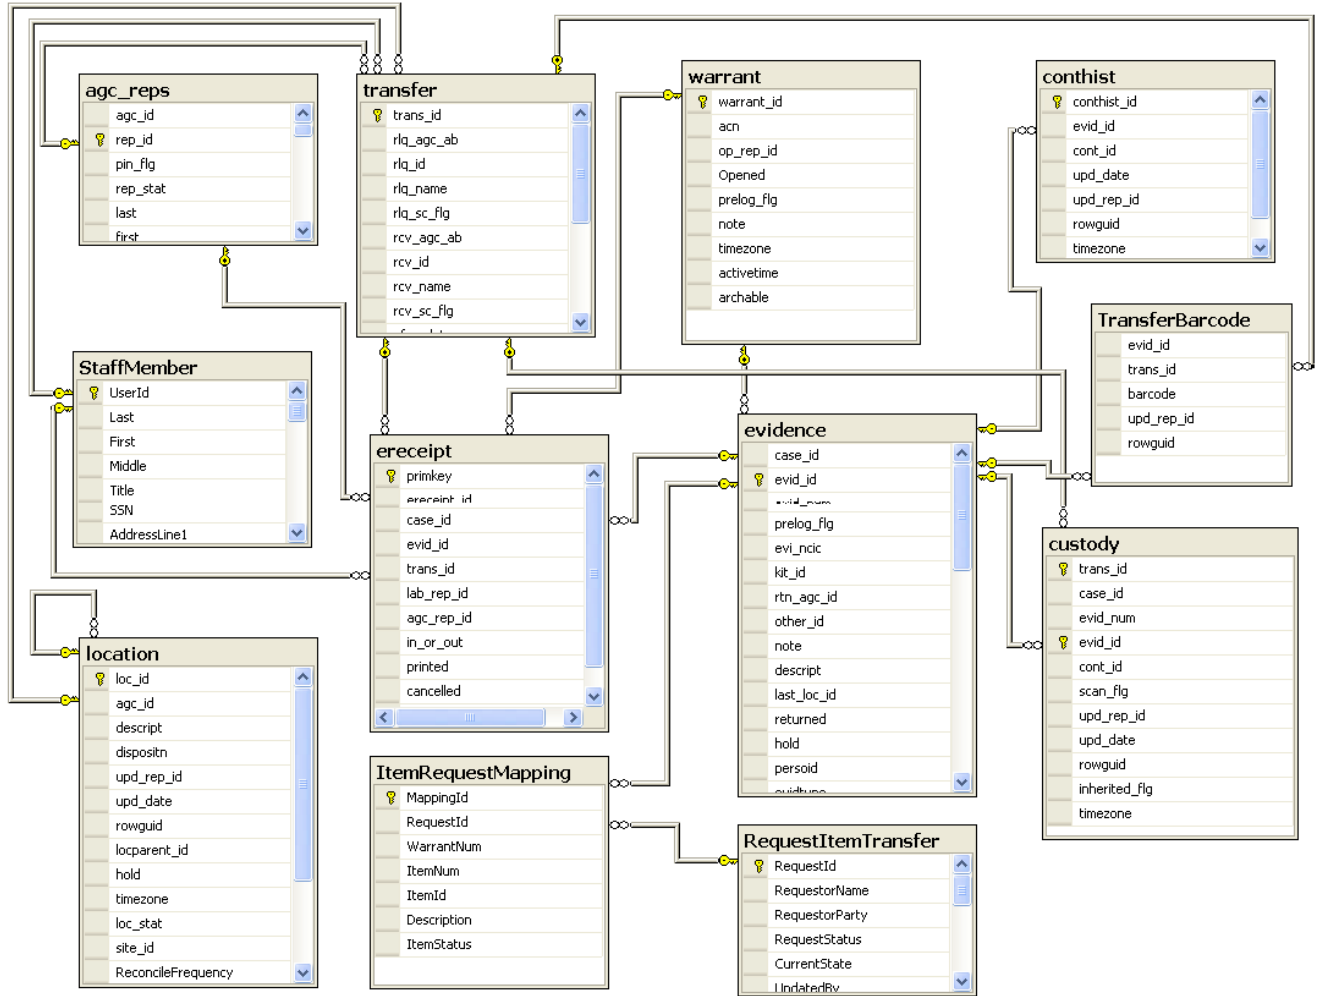 agc_reps
agc_id
rep_id
pin_flg
rep_stat
last
first
transfer
trans_id
rlq_agc_ab
rlq_id
rlq_name
rlq_sc_flg
rcv_agc_ab
rcv_id
rcv_name
rcv_sc_flg
warrant
warrant_id
acn
op_rep_id
Opened
prelog_flg
note
timezone
activetime
archable
conthist
conthist_id
evid_id
cont_id
upd_date
upd_rep_id
rowguid
timezone
TransferBarcode
evid_id
trans_id
barcode
upd_rep_id
rowguid
StaffMember
UserId
Last
First
Middle
Title
SSN
AddressLine1
ereceipt
primkey
ereceipt_id
case_id
evid_id
trans_id
lab_rep_id
agc_rep_id
in_or_out
printed
cancelled
evidence
case_id
evid_id
evid_num
prelog_flg
evi_ncic
kit_id
rtn_agc_id
other_id
note
descript
last_loc_id
returned
hold
persoid
evidtype
custody
trans_id
case_id
evid_num
evid_id
cont_id
scan_flg
upd_rep_id
upd_date
rowguid
inherited_flg
timezone
location
loc_id
agc_id
descript
dispositn
upd_rep_id
upd_date
rowguid
locparent_id
hold
timezone
loc_stat
site_id
ReconcileFrequency
ItemRequestMapping
MappingId
RequestId
WarrantNum
ItemNum
ItemId
Description
ItemStatus
RequestItemTransfer
RequestId
RequestorName
RequestorParty
RequestStatus
CurrentState
UpdatedBy